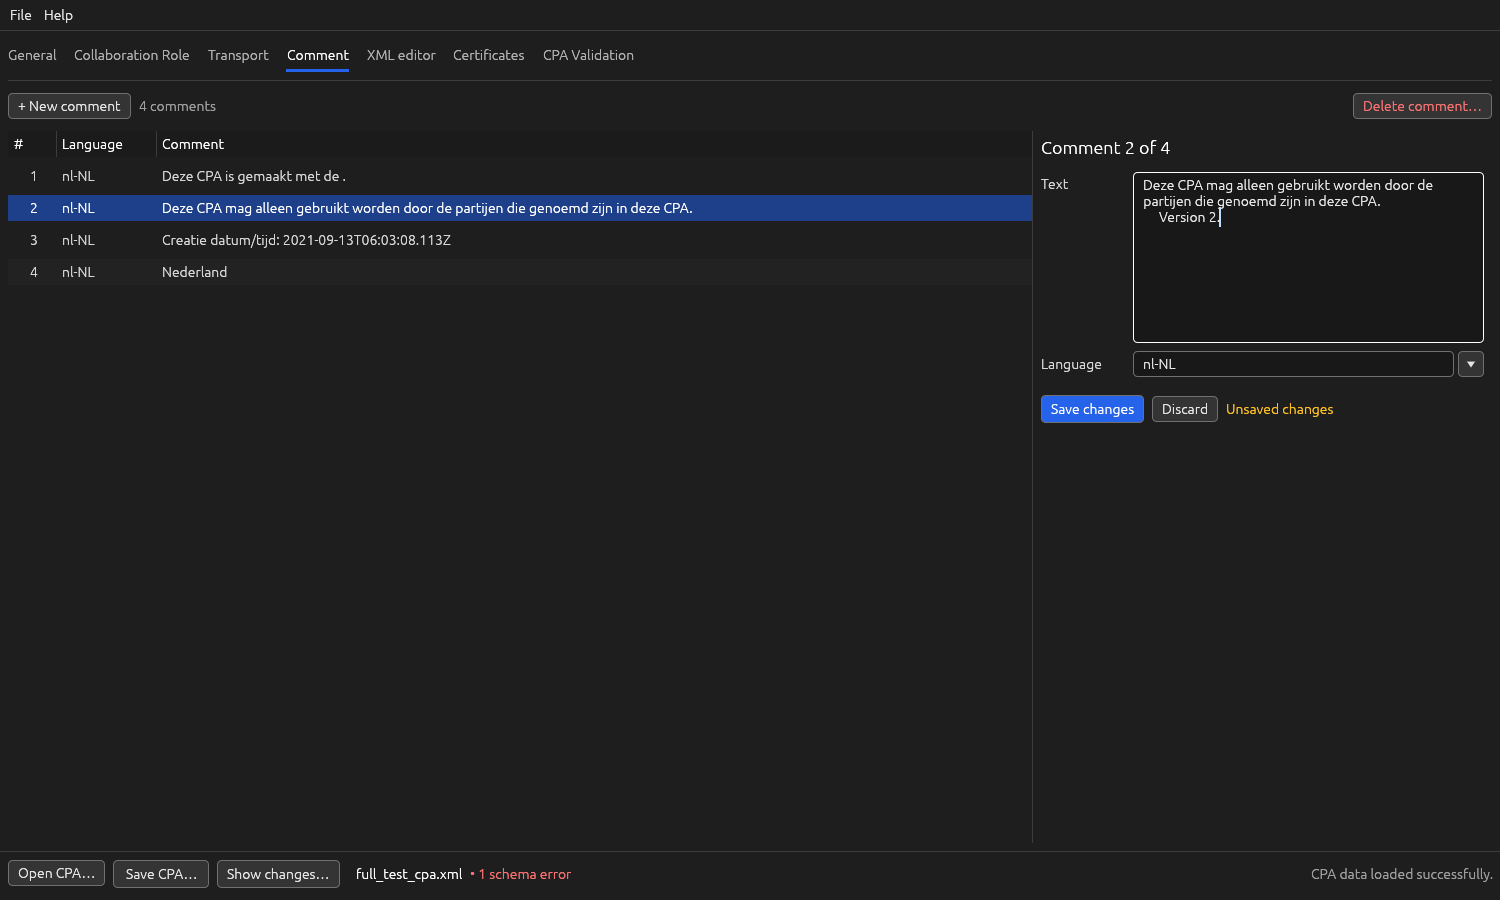 File Help
General Collaboration Role Transport Comment XML editor Certificates CPA Validation
+ New comment 4 comments Delete comment...
# Language Comment
1 nl-NL Deze CPA is gemaakt met de .
2 nl-NL Deze CPA mag alleen gebruikt worden door de partijen die genoemd zijn in deze CPA.
3 nl-NL Creatie datum/tijd: 2021-09-13T06:03:08.113Z
4 nl-NL Nederland
Comment 2 of 4
Text
Deze CPA mag alleen gebruikt worden door de
partijen die genoemd zijn in deze CPA.
Version 2.
Language nl-NL
Save changes Discard Unsaved changes
Open CPA... Save CPA... Show changes... full_test_cpa.xml • 1 schema error CPA data loaded successfully.